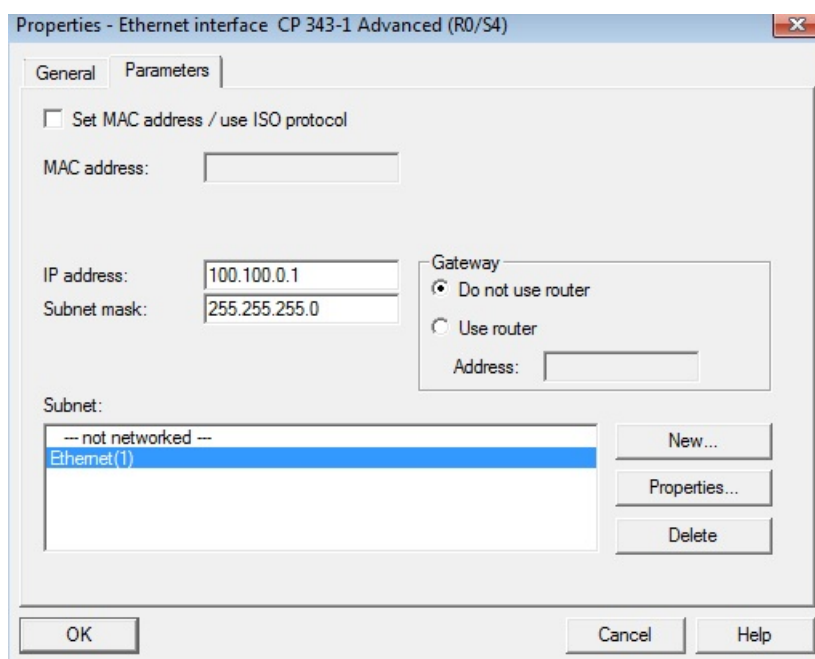 Properties - Ethernet interface CP 343-1 Advanced (R0/S4)
General
Parameters
Set MAC address / use ISO protocol
MAC address:
IP address:
100.100.0.1
Subnet mask:
255.255.255.0
Gateway
Do not use router
Use router
Address:
Subnet:
--- not networked ---
Ethernet(1)
New...
Properties...
Delete
OK
Cancel
Help